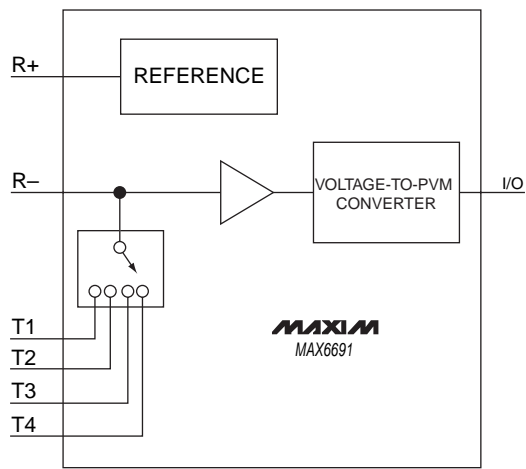 R+
REFERENCE
R–
VOLTAGE-TO-PVM
CONVERTER
I/O
T1
T2
T3
T4
MAXIM
MAX6691